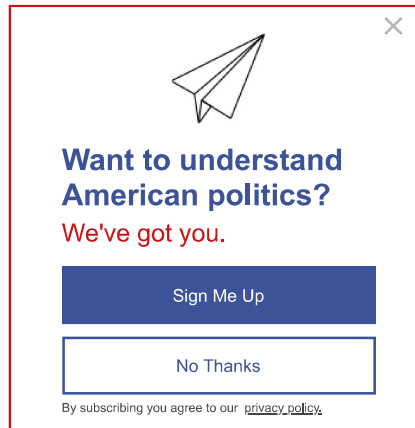 Want to understand
American politics?
We've got you.
Sign Me Up
No Thanks
By subscribing you agree to our privacy policy.